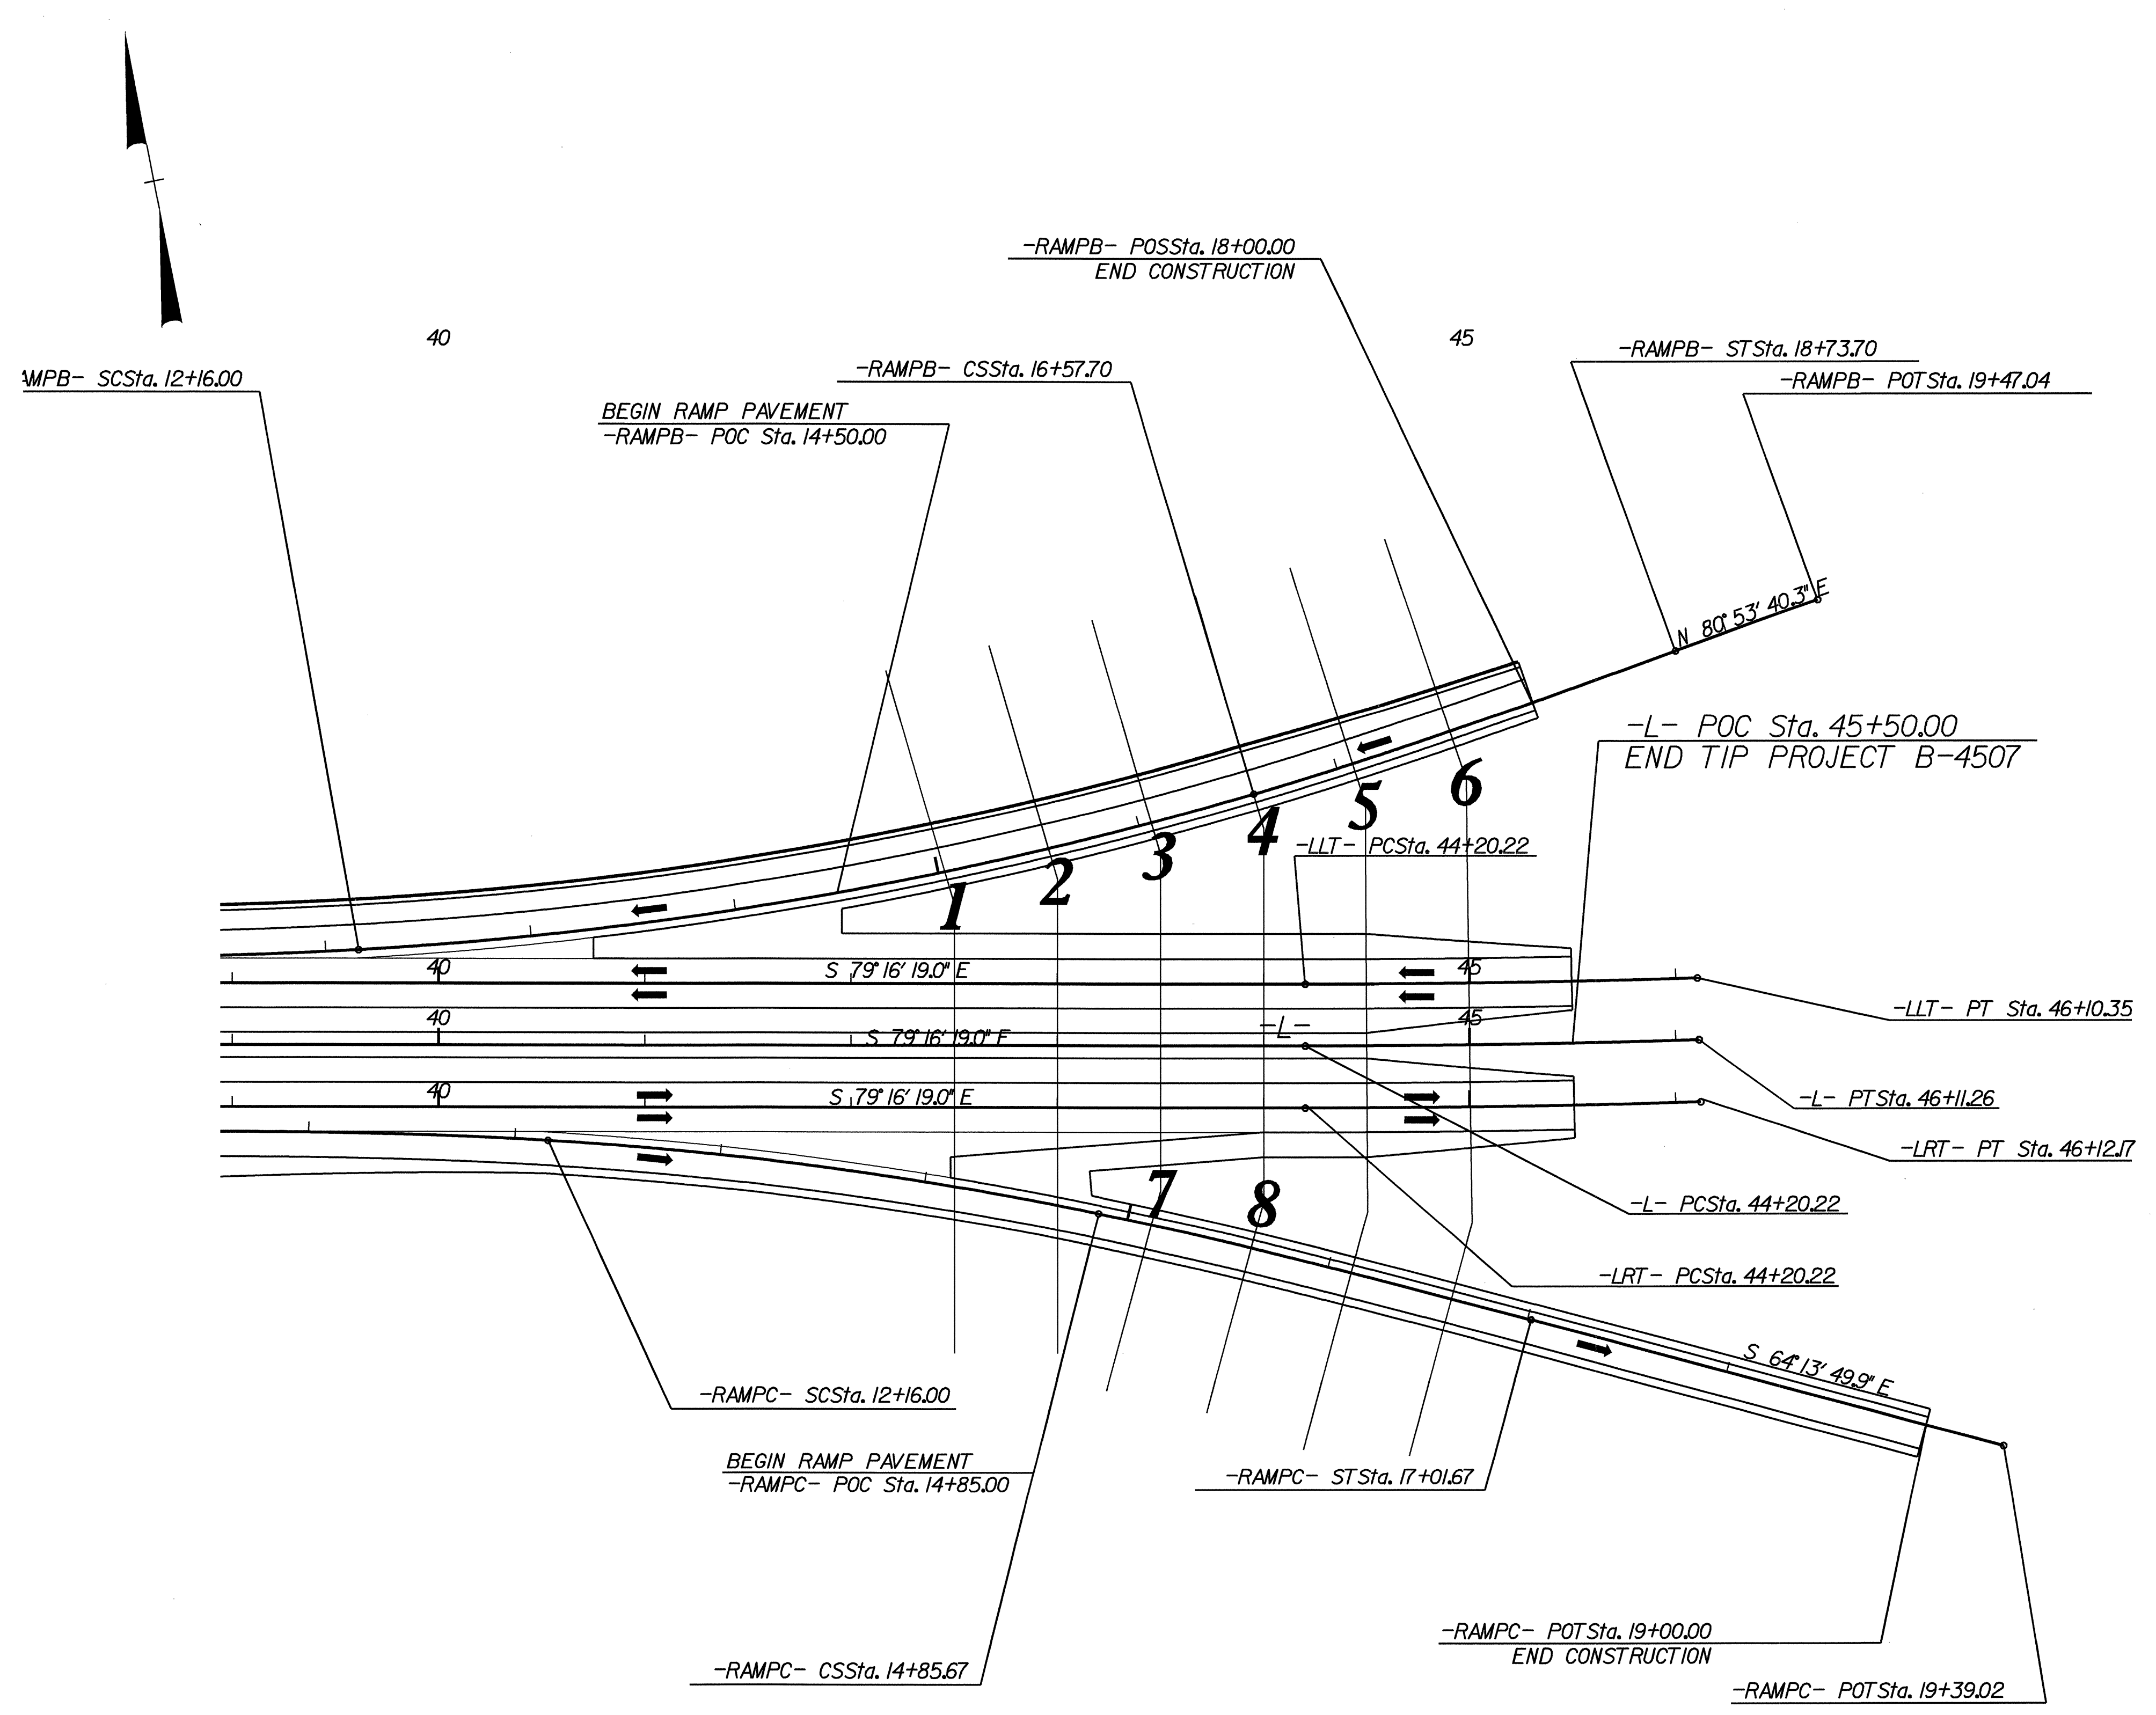 -RAMPB- POSSta. 18+00.00
END CONSTRUCTION
40
45
-RAMPB- STSta. 18+73.70
-RAMPB- CSSta. 16+57.70
AMPB- SCSta. 12+16.00
-RAMPB- POTSta. 19+47.04
BEGIN RAMP PAVEMENT
-RAMPB- POC Sta. 14+50.00
N 80° 53' 40.3" E
-L- POC Sta. 45+50.00
END TIP PROJECT B-4507
6
5
4
3
2
1
-LLT- PCSta. 44+20.22
40
S 79° 16' 19.0" E
45
-LLT- PT Sta. 46+10.35
40
S 79° 16' 19.0" E
-L-
45
40
S 79° 16' 19.0" E
-L- PTSta. 46+11.26
-LRT- PT Sta. 46+12.17
7
8
-L- PCSta. 44+20.22
-LRT- PCSta. 44+20.22
S 64° 13' 49.9" E
-RAMPC- SCSta. 12+16.00
BEGIN RAMP PAVEMENT
-RAMPC- POC Sta. 14+85.00
-RAMPC- STSta. 17+01.67
-RAMPC- POTSta. 19+00.00
END CONSTRUCTION
-RAMPC- CSSta. 14+85.67
-RAMPC- POTSta. 19+39.02